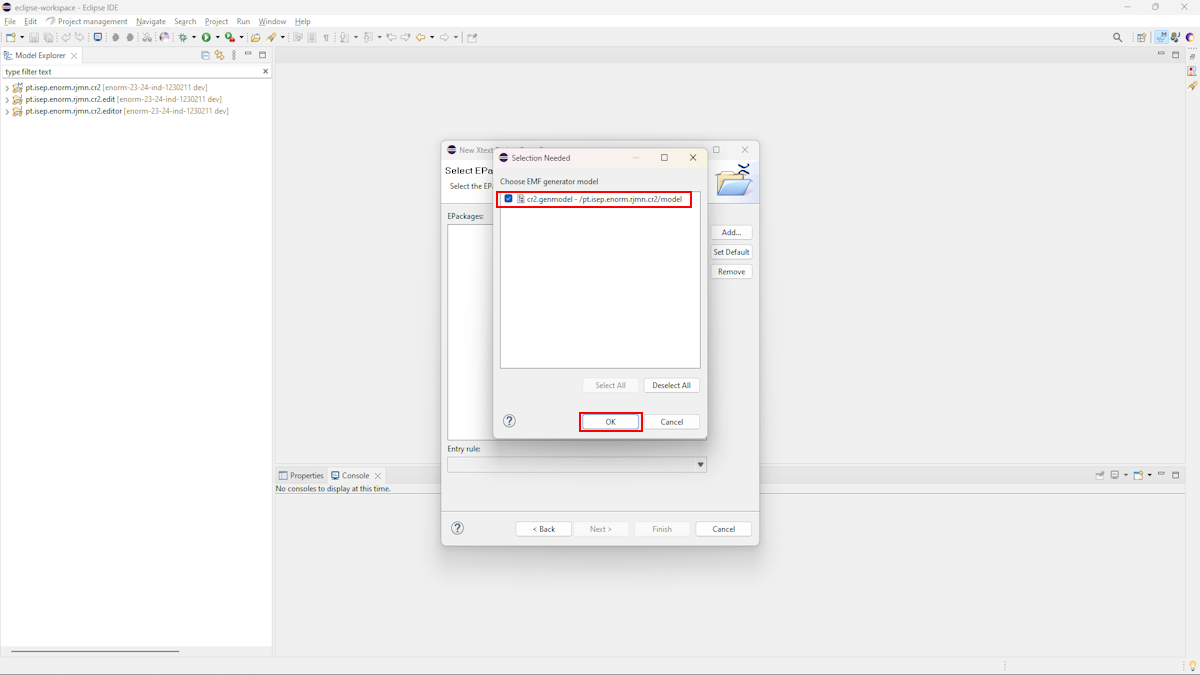 eclipse-workspace - Eclipse IDE
File Edit Project management Navigate Search Project Run Window Help
Model Explorer
type filter text
pt.isep.enorm.rjmn.cr2 [enorm-23-24-ind-1230211 dev]
pt.isep.enorm.rjmn.cr2.edit [enorm-23-24-ind-1230211 dev]
pt.isep.enorm.rjmn.cr2.editor [enorm-23-24-ind-1230211 dev]
New Xtext
Selection Needed
Select EPa
Select the EP
Choose EMF generator model
cr2.genmodel - /pt.isep.enorm.rjmn.cr2/model
EPackages:
Add...
Set Default
Remove
Select All
Deselect All
OK
Cancel
Entry rule:
< Back
Next >
Finish
Cancel
Properties
Console
No consoles to display at this time.